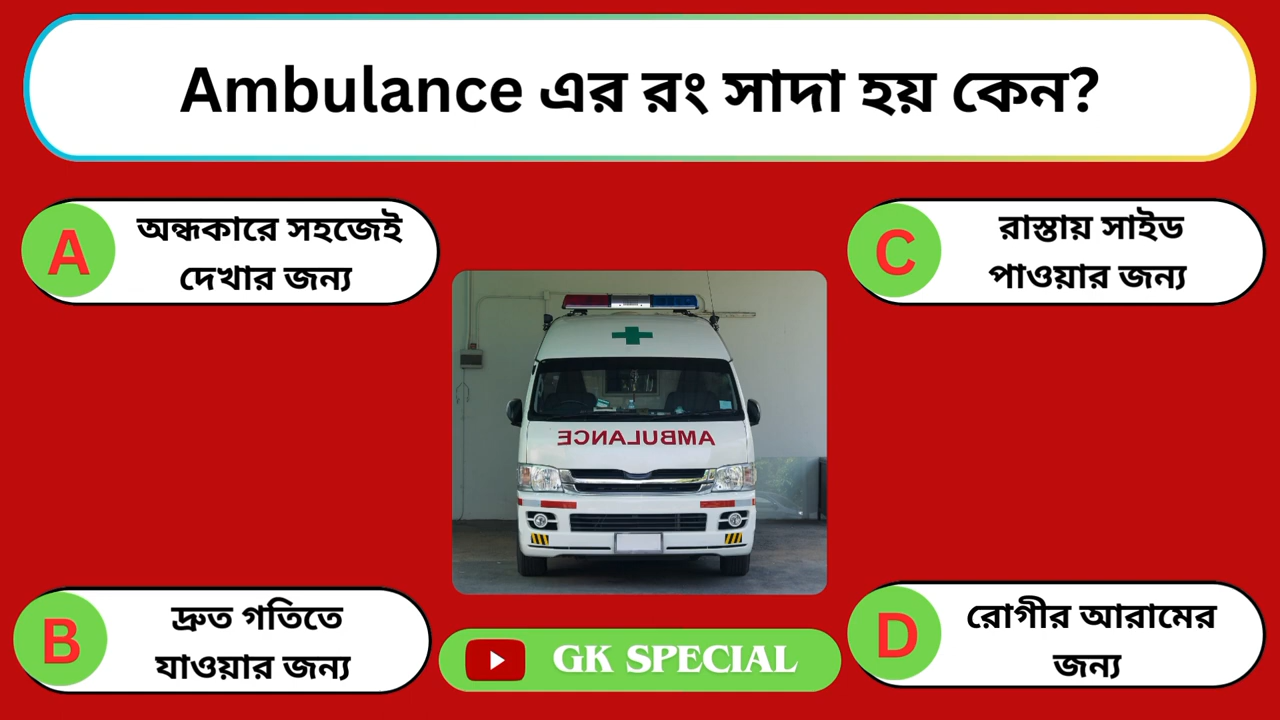 Ambulance এর রং সাদা হয় কেন?
A
অন্ধকারে সহজেই
দেখার জন্য
C
রাস্তায় সাইড
পাওয়ার জন্য
AMBULANCE
B
দ্রুত গতিতে
যাওয়ার জন্য
D
রোগীর আরামের
জন্য
GK SPECIAL